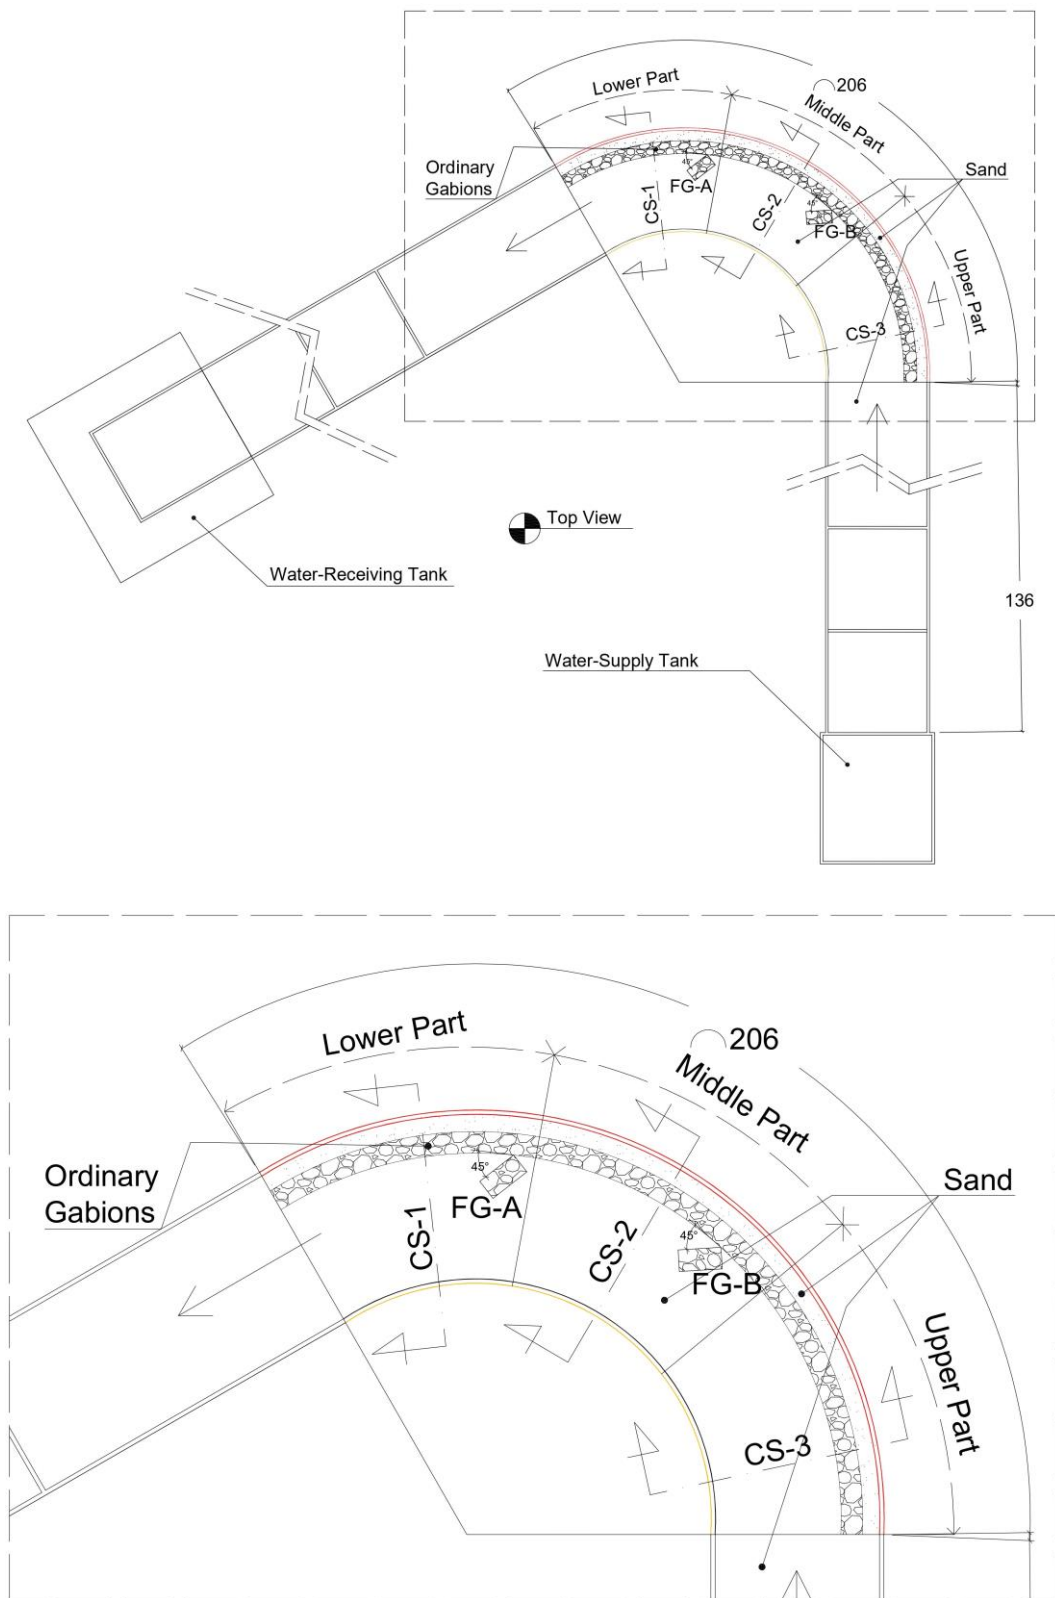 Lower Part
⌒206
Middle Part
Ordinary
Gabions
Sand
45°
FG-A
CS-1
CS-2
45°
FG-B
Upper Part
CS-3
Top View
Water-Receiving Tank
136
Water-Supply Tank
Lower Part
⌒206
Middle Part
Ordinary
Gabions
Sand
45°
FG-A
CS-1
CS-2
45°
FG-B
Upper Part
CS-3